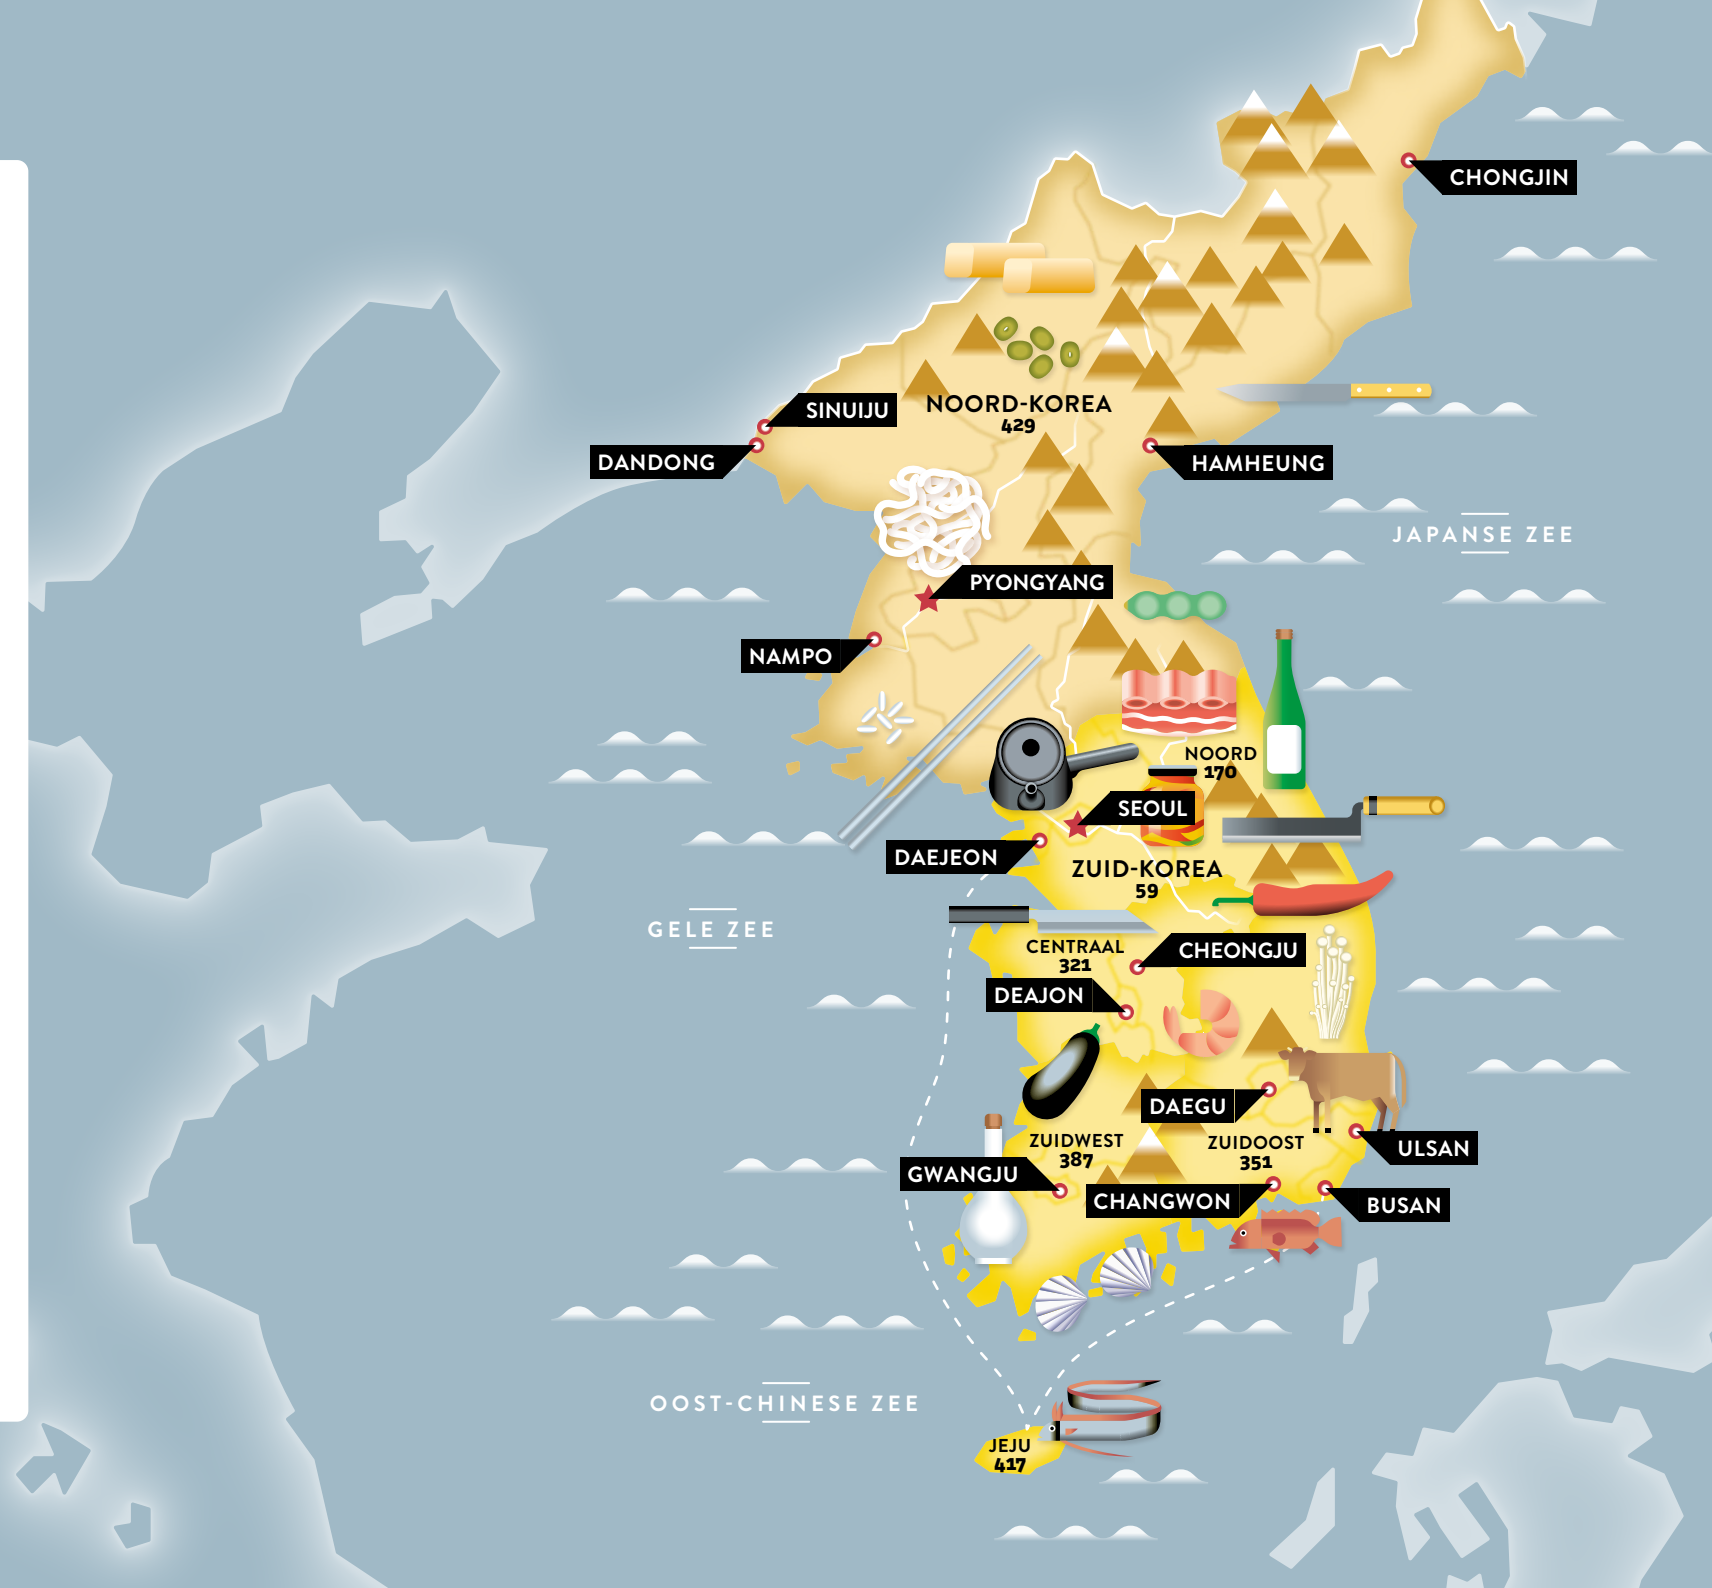 CHONGJIN
SINUIJU
NOORD-KOREA
429
DANDONG
HAMHEUNG
JAPANSE ZEE
PYONGYANG
NAMPO
NOORD
170
SEOUL
DAEJEON
ZUID-KOREA
59
GELE ZEE
CENTRAAL
321
CHEONGJU
DEAJON
DAEGU
ZUIDWEST
387
ZUIDOOST
351
ULSAN
GWANGJU
CHANGWON
BUSAN
OOST-CHINESE ZEE
JEJU
417